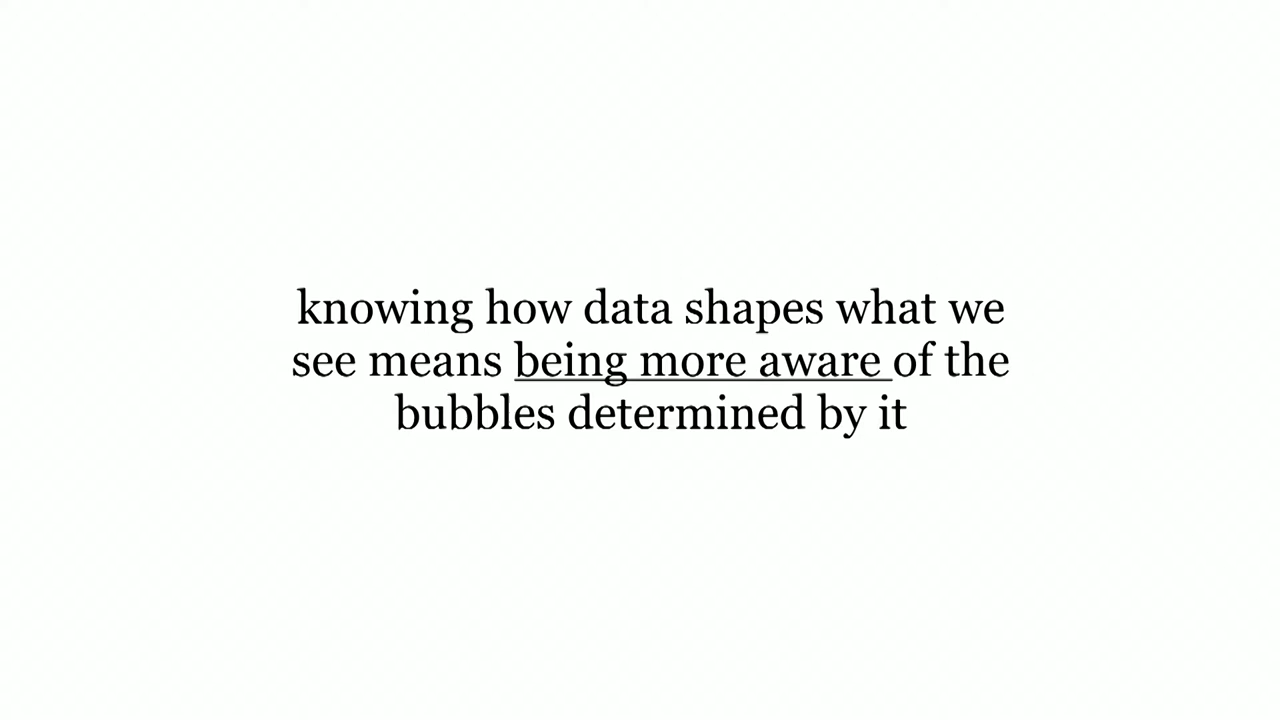 knowing how data shapes what we
see means being more aware of the
bubbles determined by it